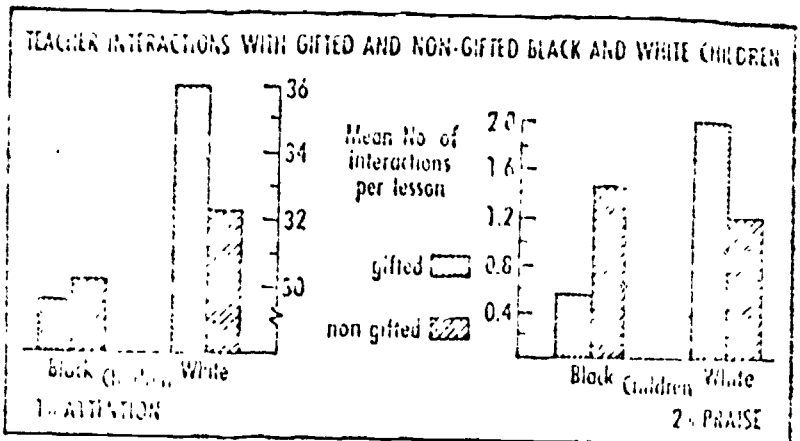 TEACHER INTERACTIONS WITH GIFTED AND NON-GIFTED BLACK AND WHITE CHILDREN
36
34
32
30
Black Children White
1. ATTENTION
Mean No of
interactions
per lesson
gifted
non gifted
2.0
1.6
1.2
0.8
0.4
Black Children White
2. PRAISE